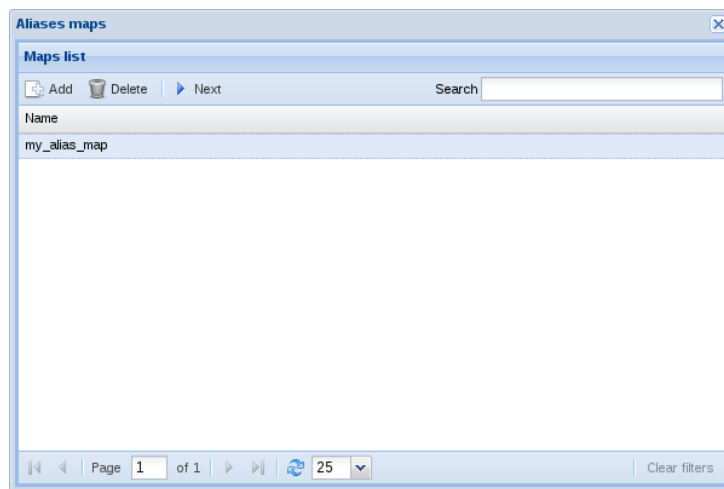 Aliases maps
Maps list
Add Delete Next Search
Name
my_alias_map
Page 1 of 1 25 Clear filters